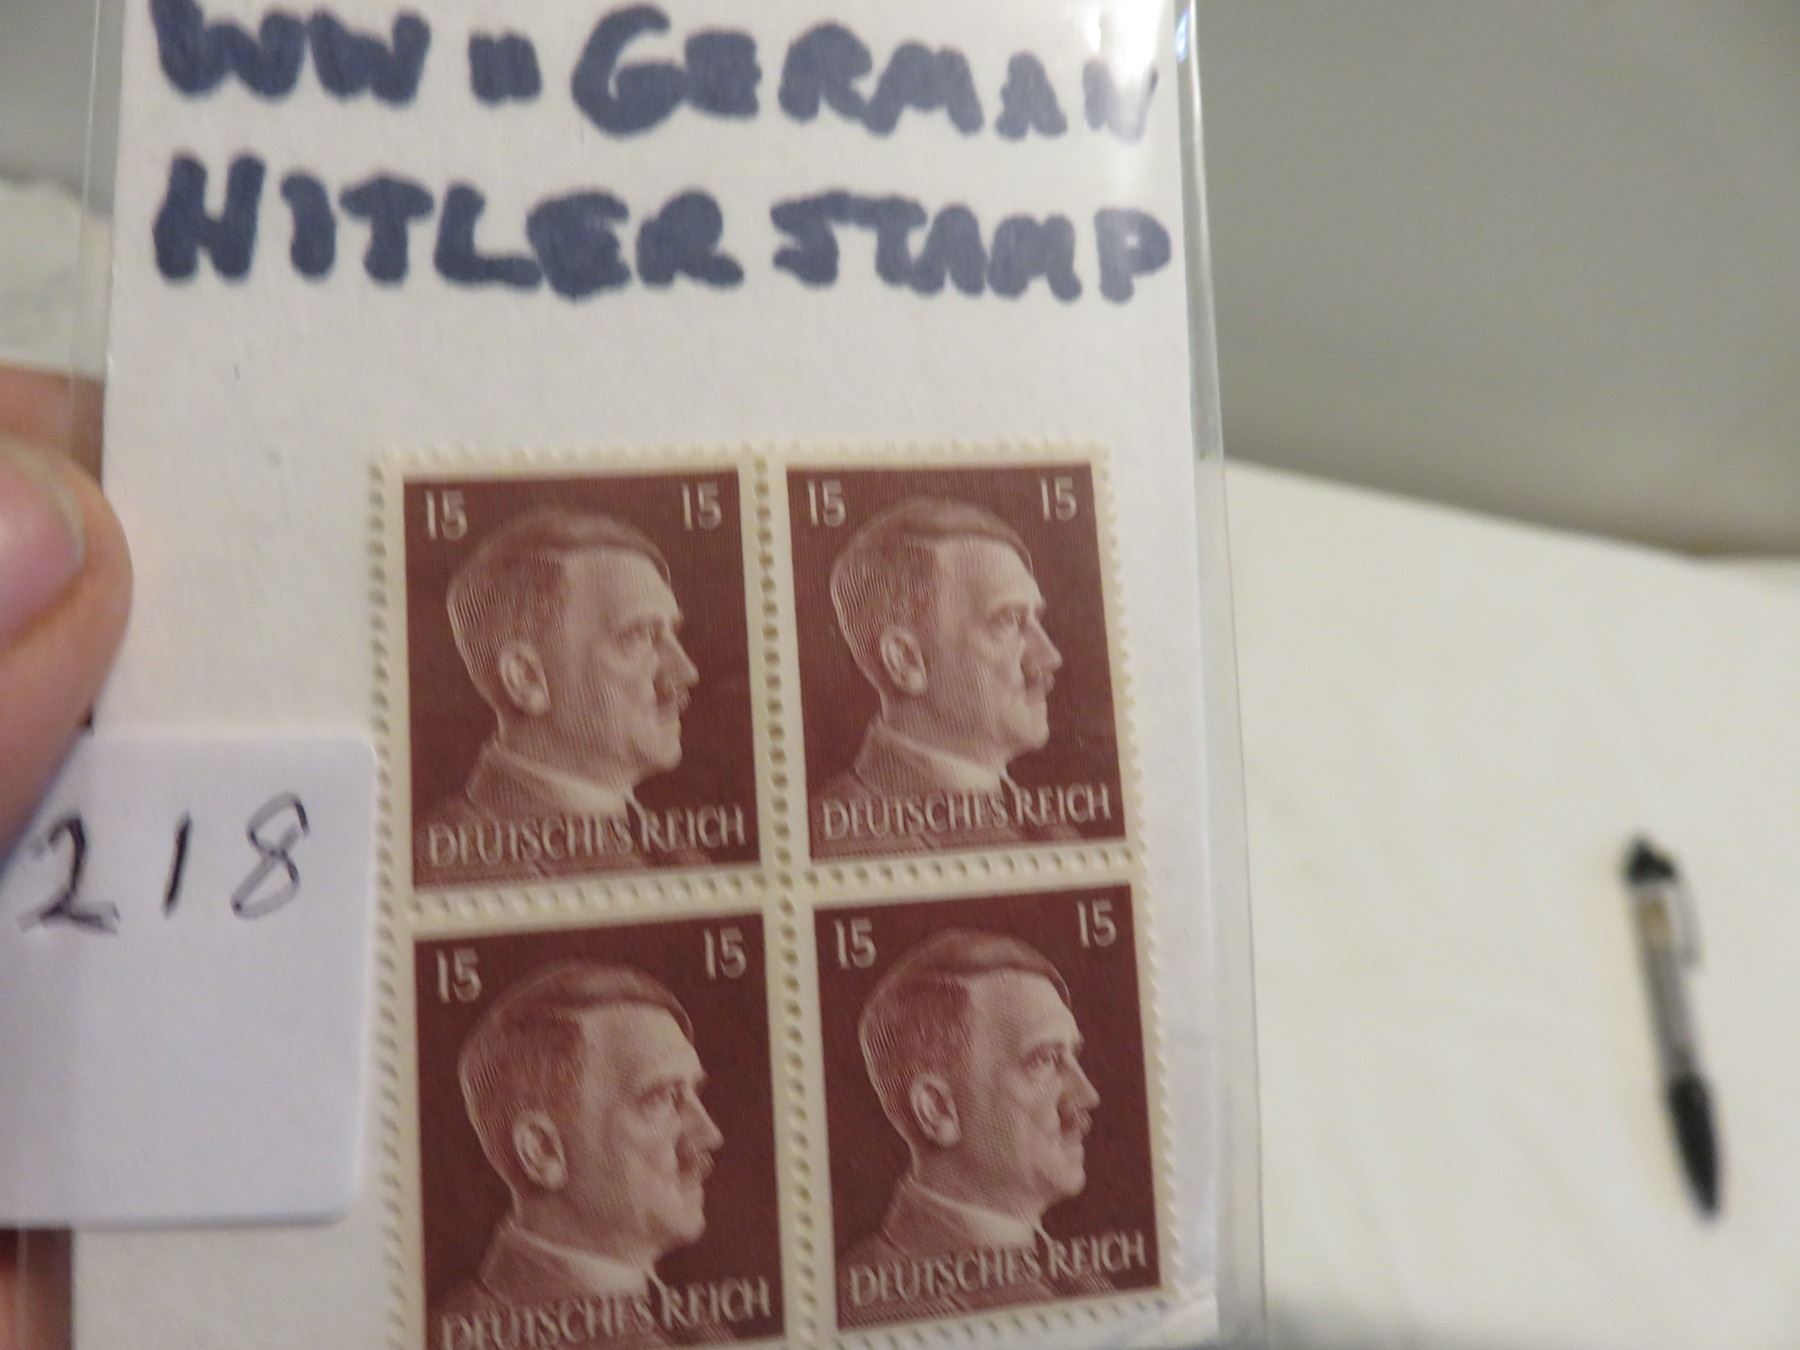 WW II GERMAN
HITLER STAMP
15 15
15 15
DEUTSCHES REICH
DEUTSCHES REICH
218
15 15
15 15
DEUTSCHES REICH
DEUTSCHES REICH